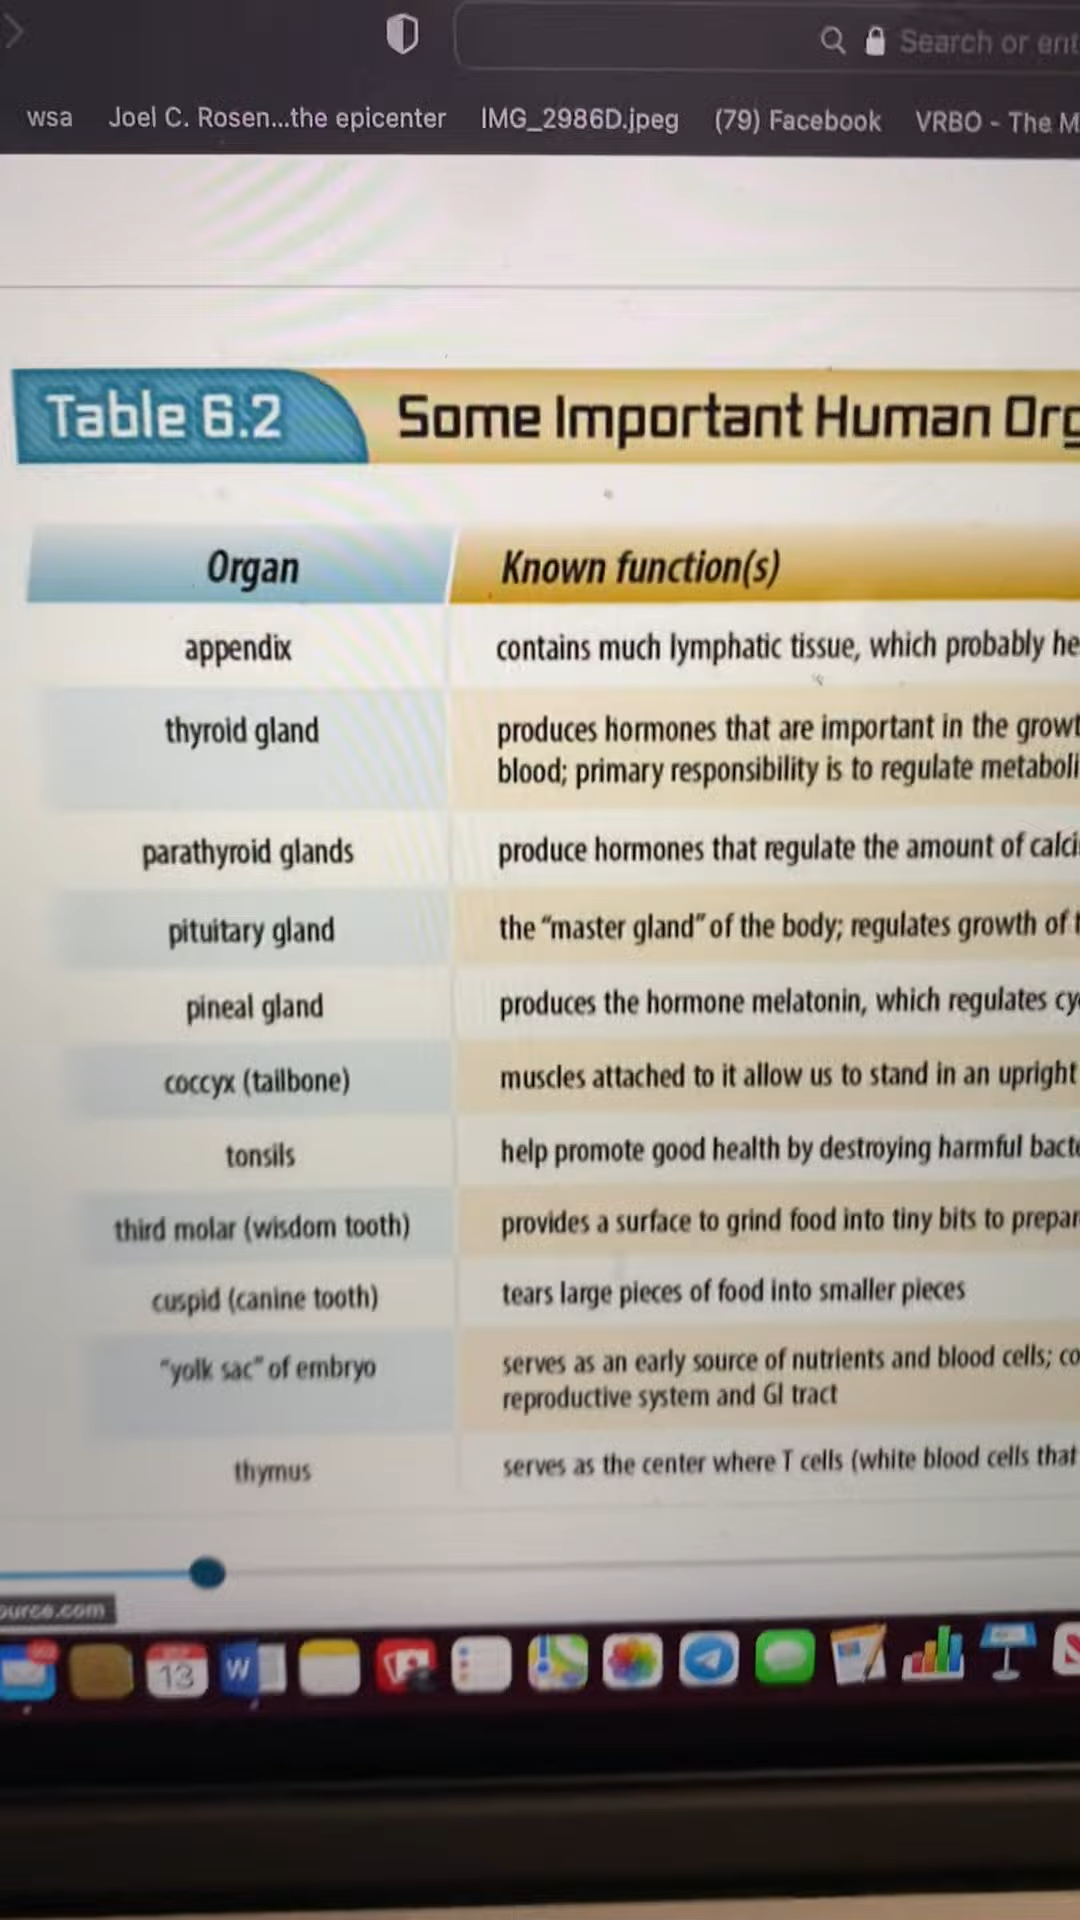 Search or ent
wsa Joel C. Rosen...the epicenter IMG_2986D.jpeg (79) Facebook VRBO - The M
Table 6.2 Some Important Human Org
Organ Known function(s)
appendix contains much lymphatic tissue, which probably he
thyroid gland produces hormones that are important in the growt
blood; primary responsibility is to regulate metaboli
parathyroid glands produce hormones that regulate the amount of calci
pituitary gland the “master gland” of the body; regulates growth of t
pineal gland produces the hormone melatonin, which regulates cy
coccyx (tailbone) muscles attached to it allow us to stand in an upright
tonsils help promote good health by destroying harmful bacte
third molar (wisdom tooth) provides a surface to grind food into tiny bits to prepar
cuspid (canine tooth) tears large pieces of food into smaller pieces
“yolk sac” of embryo serves as an early source of nutrients and blood cells; co
reproductive system and GI tract
thymus serves as the center where T cells (white blood cells that
ource.com
13 W